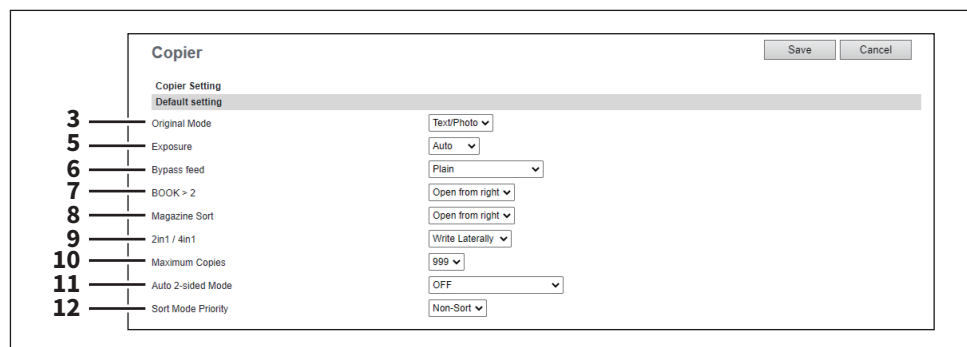 Copier Save Cancel
Copier Setting
Default setting
3 Original Mode Text/Photo
5 Exposure Auto
6 Bypass feed Plain
7 BOOK > 2 Open from right
8 Magazine Sort Open from right
9 2in1 / 4in1 Write Laterally
10 Maximum Copies 999
11 Auto 2-sided Mode OFF
12 Sort Mode Priority Non-Sort